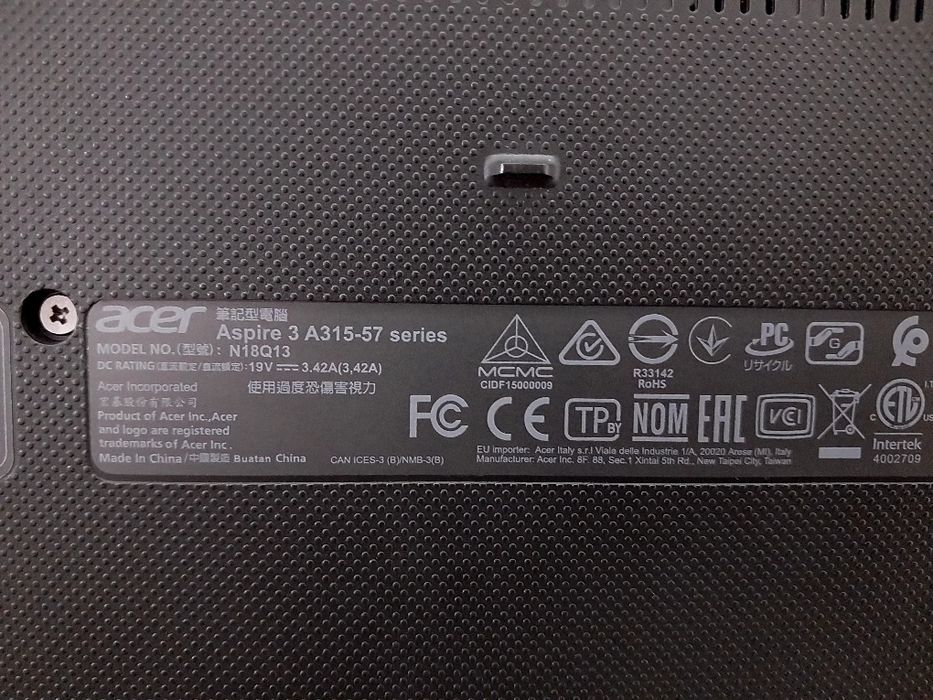 acer 筆記型電腦
Aspire 3 A315-57 series
MODEL NO.(型號): N18Q13
DC RATING(直流額定/直流額定):19V⎓3.42A(3,42A)
Acer Incorporated 使用過度恐傷害視力
宏碁股份有限公司
Product of Acer Inc.,Acer
and logo are registered
trademarks of Acer Inc.
Made in China/中國製造 Buatan China
CAN ICES-3 (B)/NMB-3(B)
MCMC
CIDF15000009
R33142
RoHS
PC
リサイクル
G
FC CE TP BY NOM EAC VCCI
C ETL US
I.T
Intertek
4002709
EU importer: Acer Italy s.r.l Viale delle Industrie 1/A, 20020 Arese (MI), Italy
Manufacturer: Acer Inc. 8F. 88, Sec.1 Xintai 5th Rd., New Taipei City, Taiwan